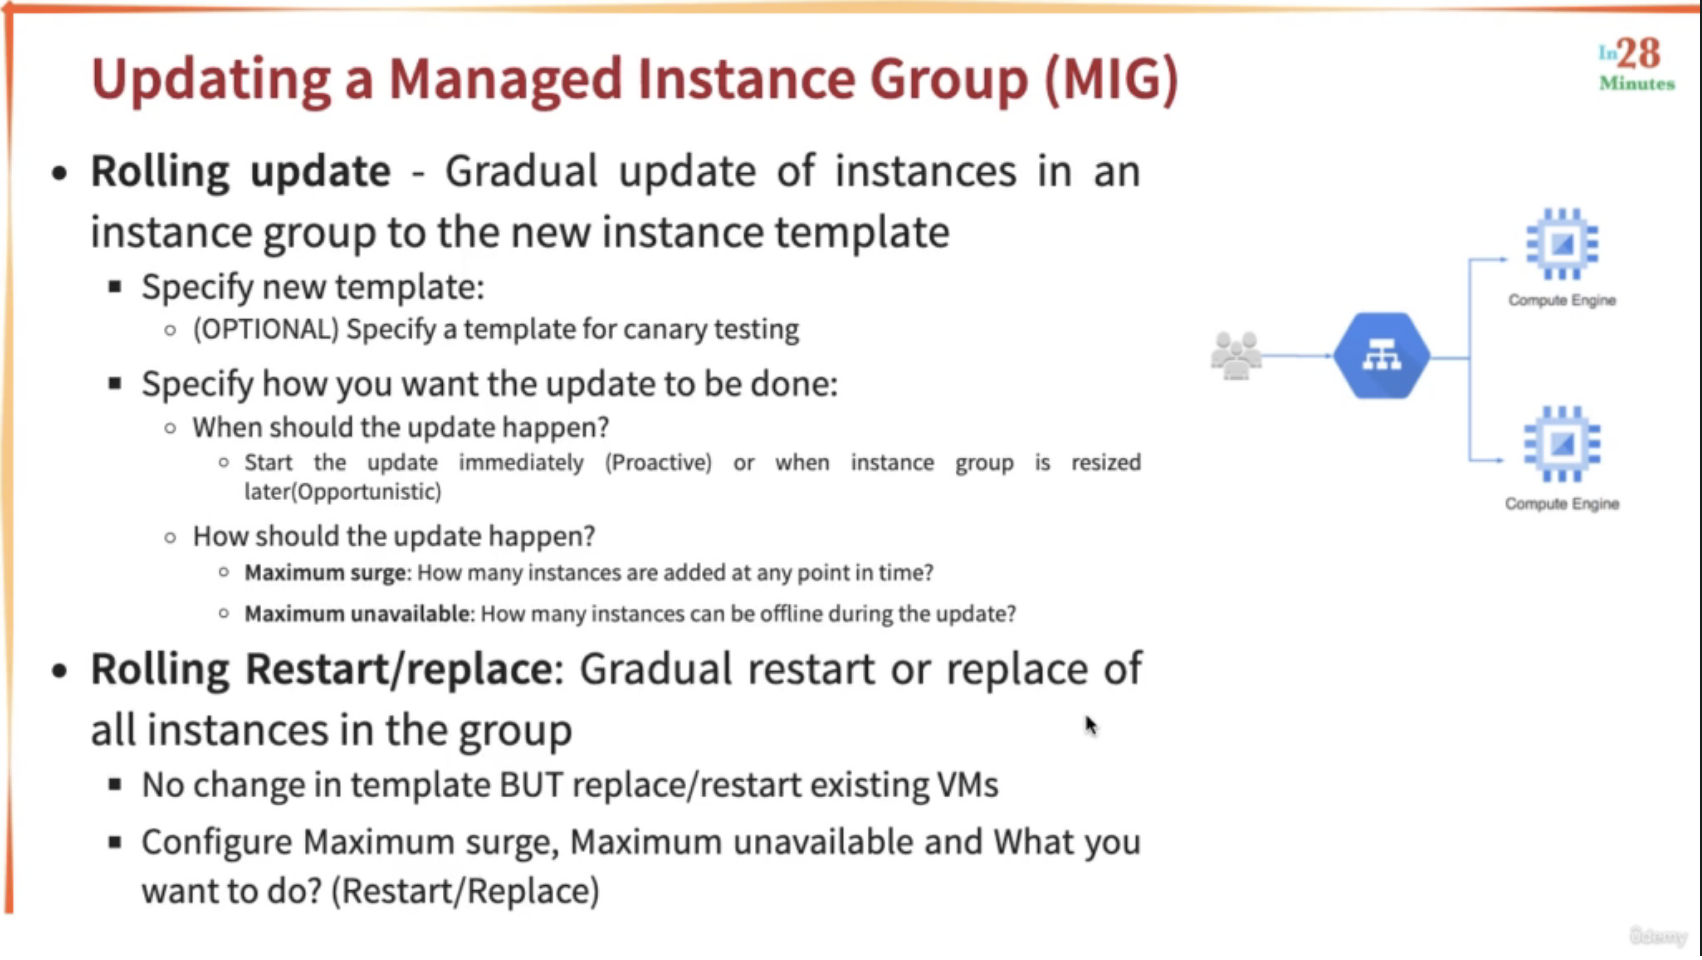 Updating a Managed Instance Group (MIG)
In28
Minutes
• Rolling update - Gradual update of instances in an
instance group to the new instance template
▪ Specify new template:
○ (OPTIONAL) Specify a template for canary testing
▪ Specify how you want the update to be done:
○ When should the update happen?
○ Start the update immediately (Proactive) or when instance group is resized
later(Opportunistic)
○ How should the update happen?
○ Maximum surge: How many instances are added at any point in time?
○ Maximum unavailable: How many instances can be offline during the update?
• Rolling Restart/replace: Gradual restart or replace of
all instances in the group
▪ No change in template BUT replace/restart existing VMs
▪ Configure Maximum surge, Maximum unavailable and What you
want to do? (Restart/Replace)
Compute Engine
Compute Engine
ûdemy